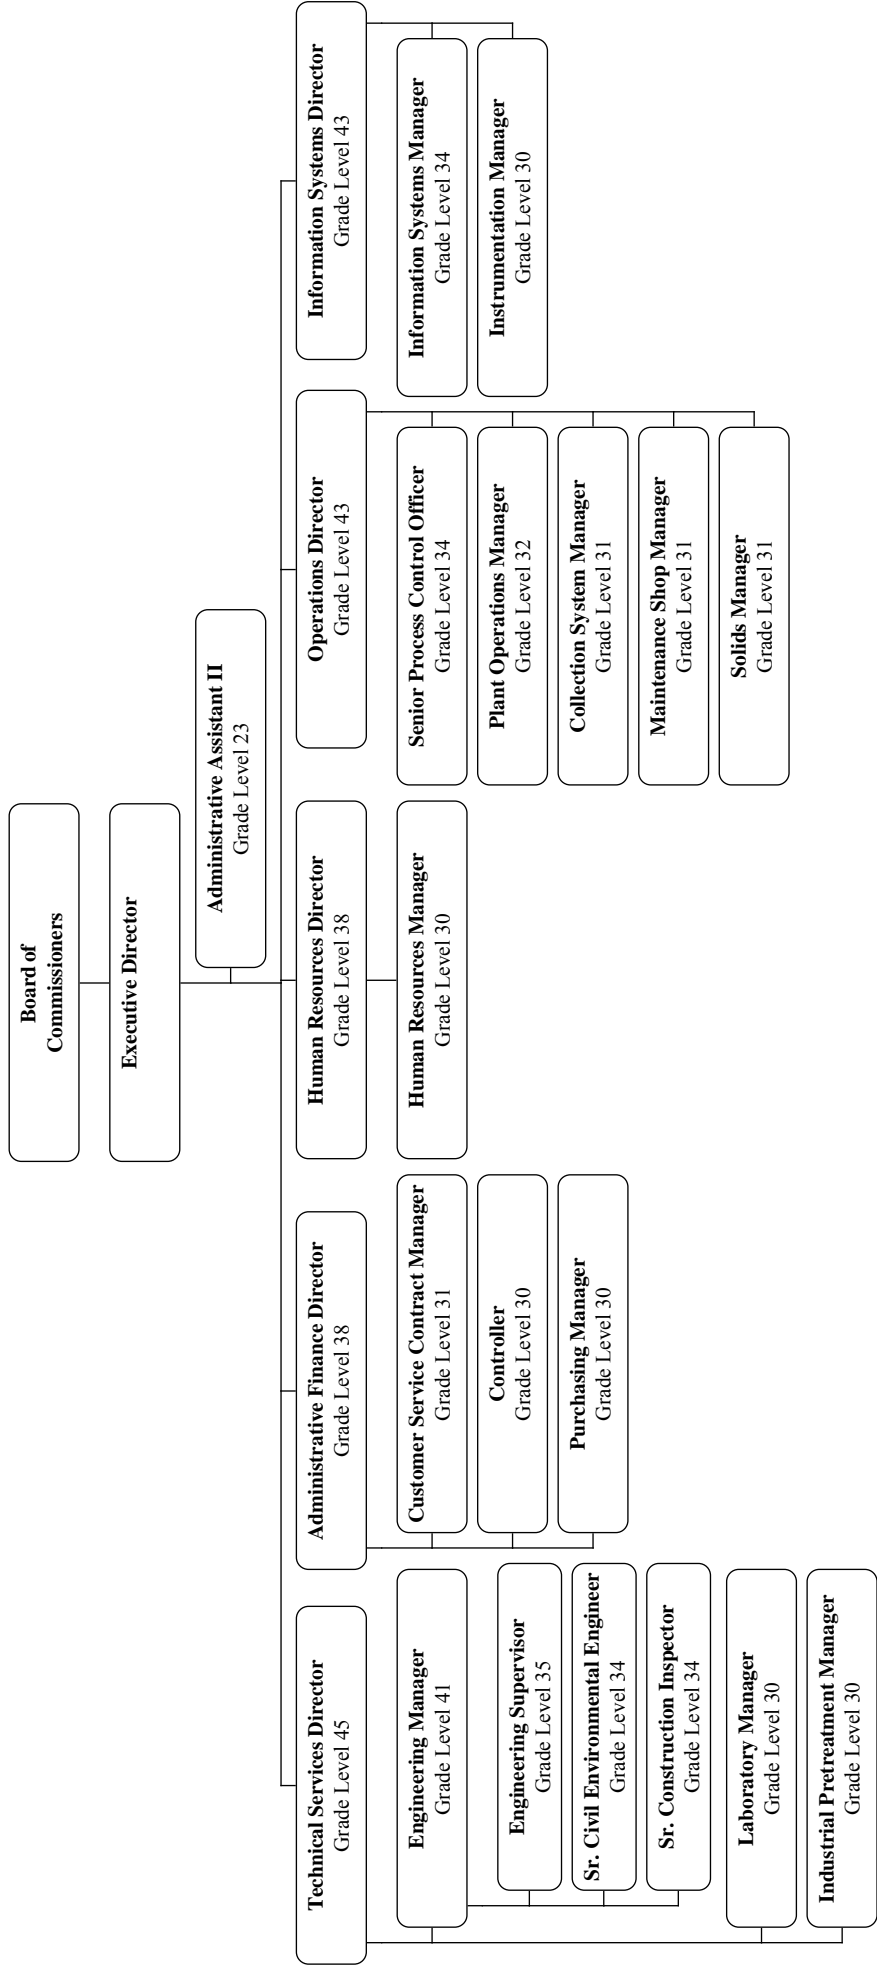 Board of
Commissioners
Executive Director
Administrative Assistant II
Grade Level 23
Technical Services Director
Grade Level 45
Engineering Manager
Grade Level 41
Engineering Supervisor
Grade Level 35
Sr. Civil Environmental Engineer
Grade Level 34
Sr. Construction Inspector
Grade Level 34
Laboratory Manager
Grade Level 30
Industrial Pretreatment Manager
Grade Level 30
Administrative Finance Director
Grade Level 38
Customer Service Contract Manager
Grade Level 31
Controller
Grade Level 30
Purchasing Manager
Grade Level 30
Human Resources Director
Grade Level 38
Human Resources Manager
Grade Level 30
Operations Director
Grade Level 43
Senior Process Control Officer
Grade Level 34
Plant Operations Manager
Grade Level 32
Collection System Manager
Grade Level 31
Maintenance Shop Manager
Grade Level 31
Solids Manager
Grade Level 31
Information Systems Director
Grade Level 43
Information Systems Manager
Grade Level 34
Instrumentation Manager
Grade Level 30